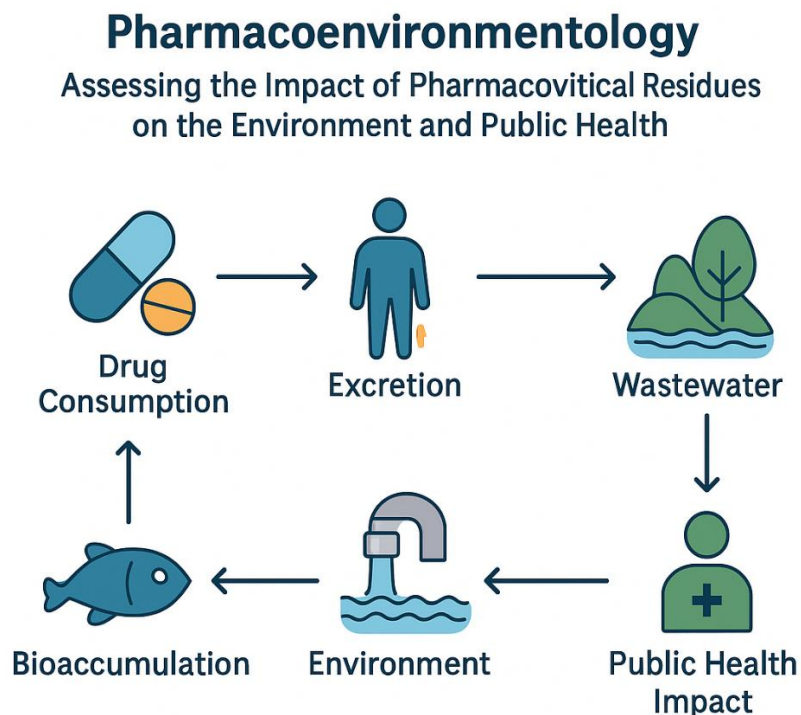 Pharmacoenvironmentology
Assessing the Impact of Pharmacovitical Residues
on the Environment and Public Health
Drug
Consumption
Excretion
Wastewater
Bioaccumulation
Environment
Public Health
Impact